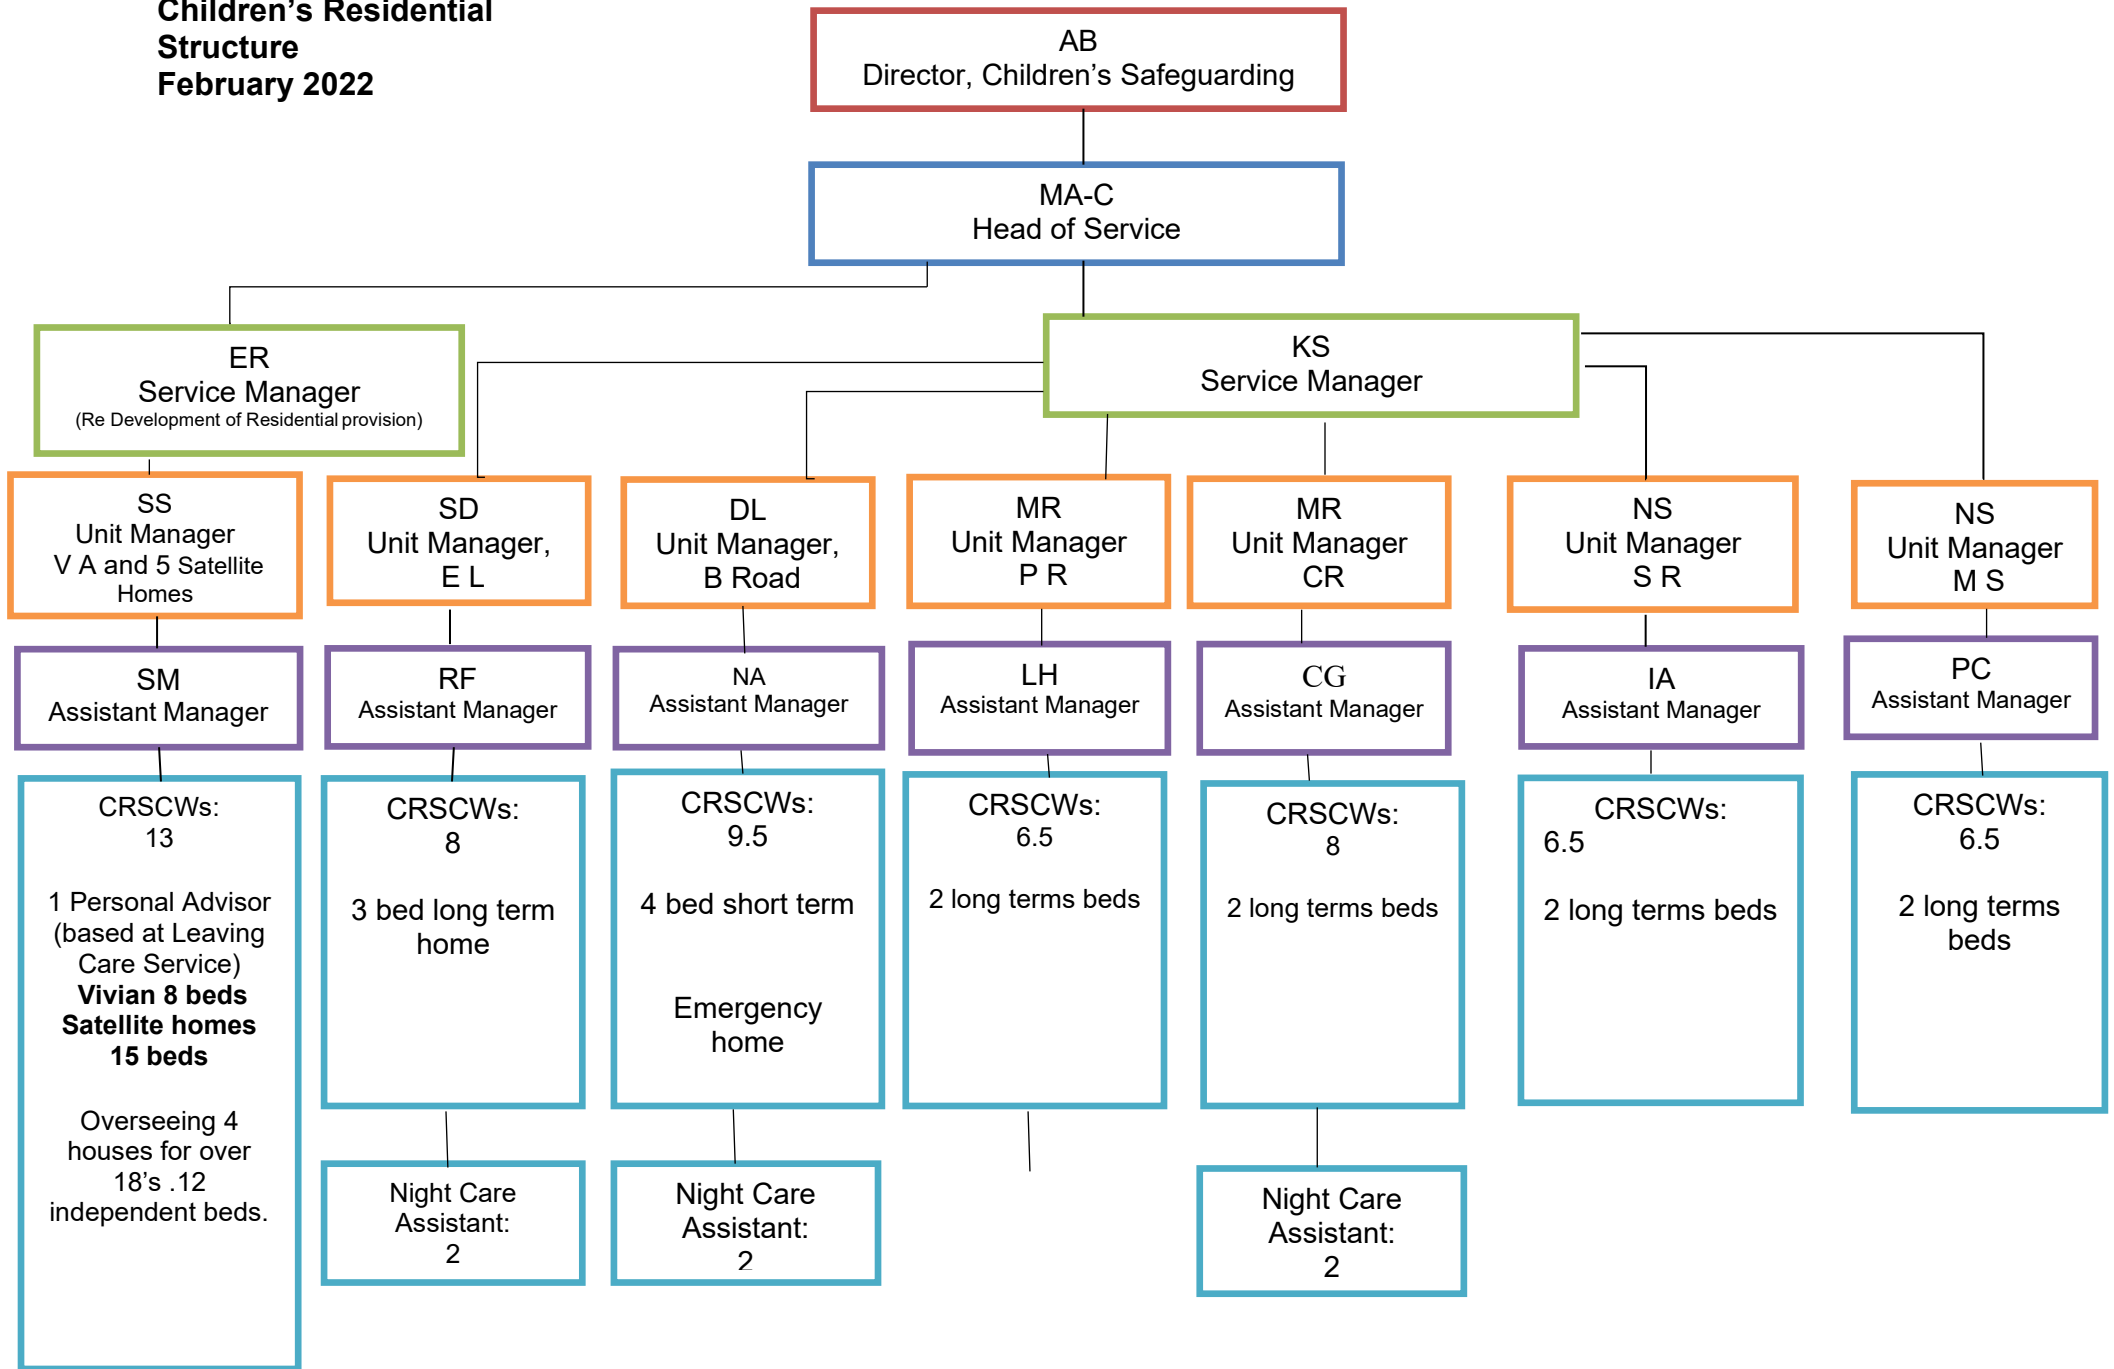 Children’s Residential
Structure
February 2022
AB
Director, Children’s Safeguarding
MA-C
Head of Service
ER
Service Manager
(Re Development of Residential provision)
KS
Service Manager
SS
Unit Manager
V A and 5 Satellite
Homes
SD
Unit Manager,
E L
DL
Unit Manager,
B Road
MR
Unit Manager
P R
MR
Unit Manager
CR
NS
Unit Manager
S R
NS
Unit Manager
M S
SM
Assistant Manager
RF
Assistant Manager
NA
Assistant Manager
LH
Assistant Manager
CG
Assistant Manager
IA
Assistant Manager
PC
Assistant Manager
CRSCWs:
13
1 Personal Advisor
(based at Leaving
Care Service)
Vivian 8 beds
Satellite homes
15 beds
Overseeing 4
houses for over
18’s .12
independent beds.
CRSCWs:
8
3 bed long term
home
CRSCWs:
9.5
4 bed short term
Emergency
home
CRSCWs:
6.5
2 long terms beds
CRSCWs:
8
2 long terms beds
CRSCWs:
6.5
2 long terms beds
CRSCWs:
6.5
2 long terms
beds
Night Care
Assistant:
2
Night Care
Assistant:
2
Night Care
Assistant:
2